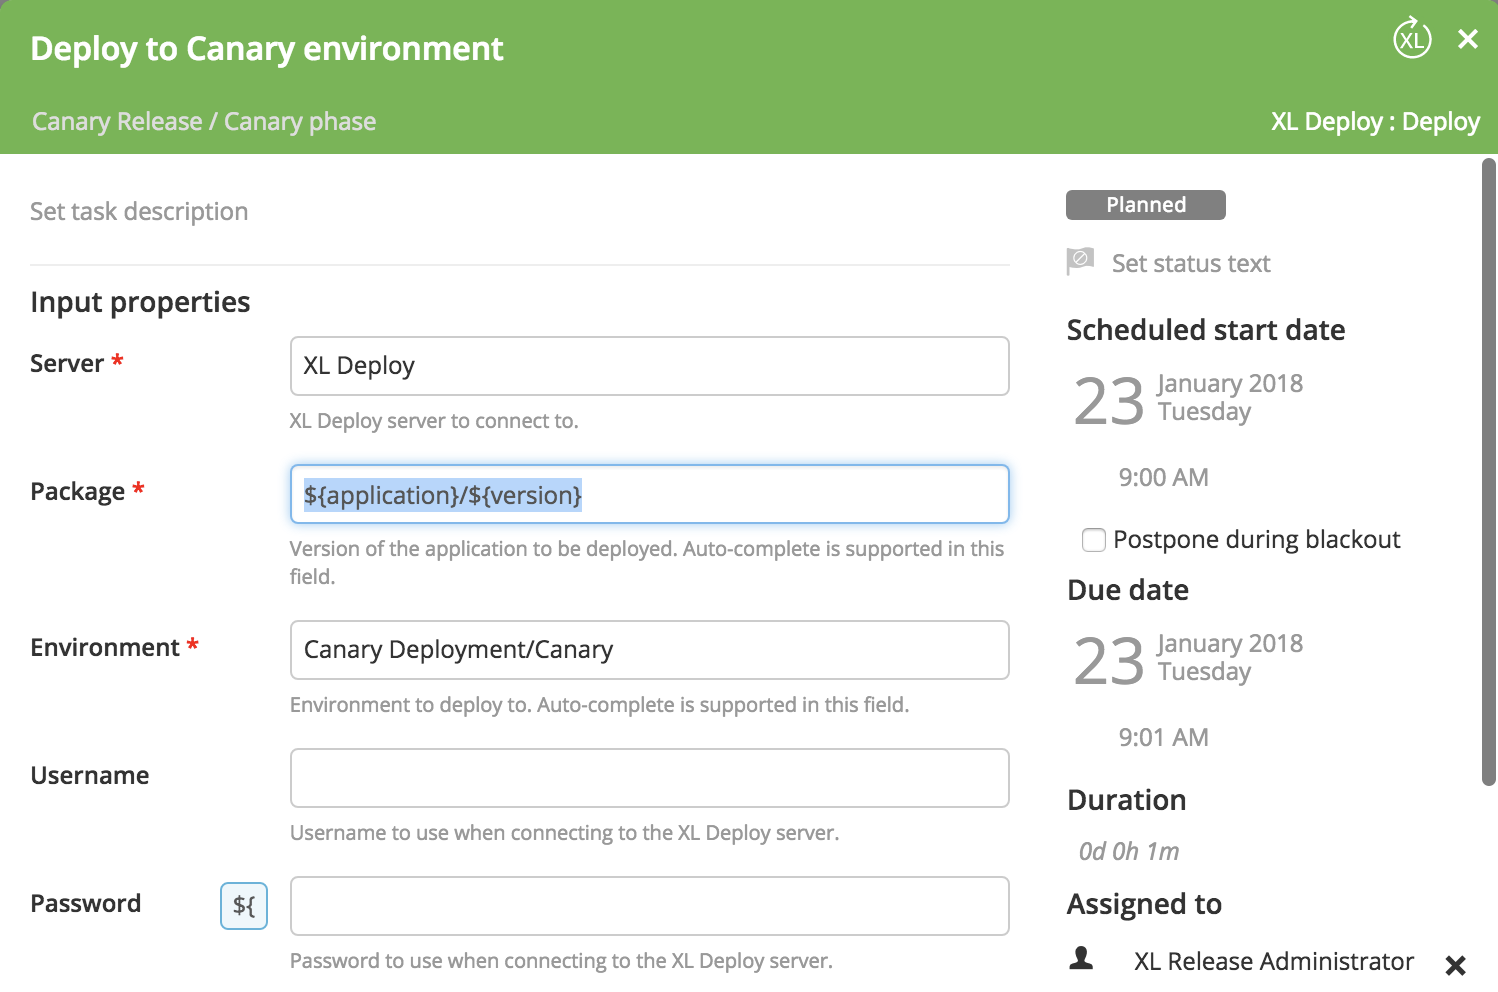 Deploy to Canary environment
XL
Canary Release / Canary phase
XL Deploy : Deploy
Set task description
Input properties
Server *
XL Deploy
XL Deploy server to connect to.
Package *
${application}/${version}
Version of the application to be deployed. Auto-complete is supported in this
field.
Environment *
Canary Deployment/Canary
Environment to deploy to. Auto-complete is supported in this field.
Username
Username to use when connecting to the XL Deploy server.
Password
${
Password to use when connecting to the XL Deploy server.
Planned
Set status text
Scheduled start date
23
January 2018
Tuesday
9:00 AM
Postpone during blackout
Due date
23
January 2018
Tuesday
9:01 AM
Duration
0d 0h 1m
Assigned to
XL Release Administrator